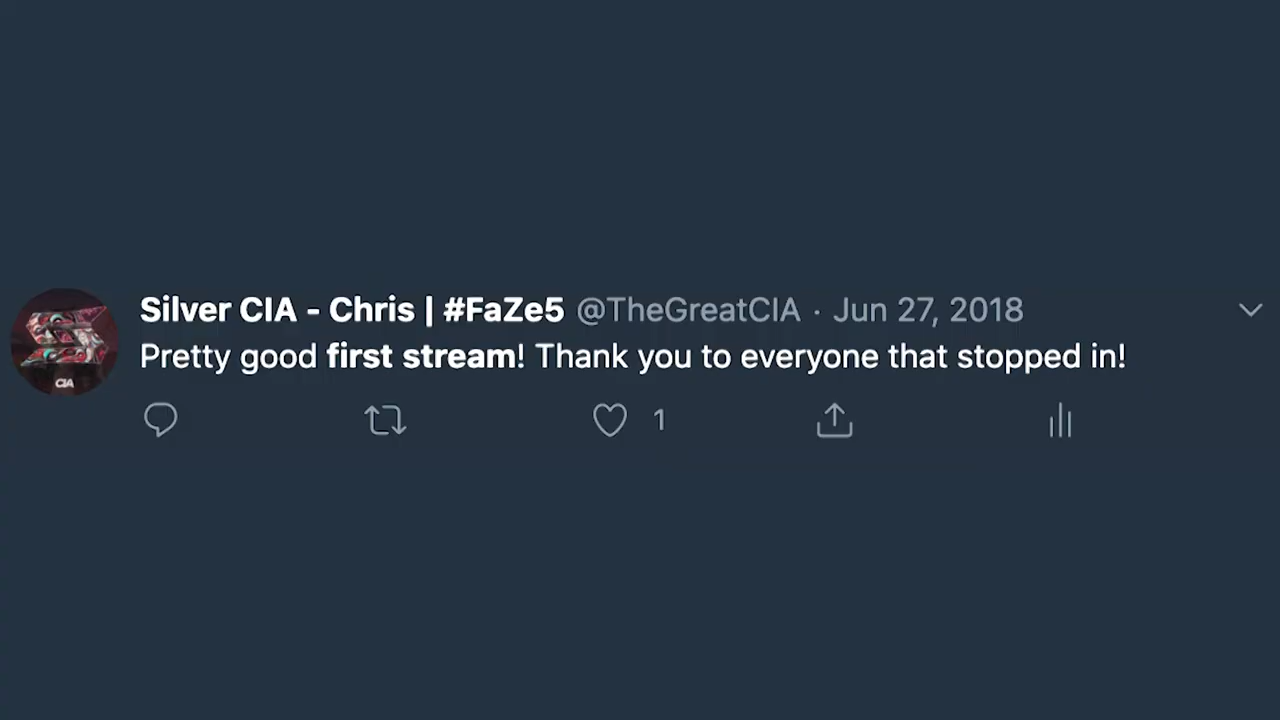 Silver CIA - Chris | #FaZe5 @TheGreatCIA · Jun 27, 2018
Pretty good first stream! Thank you to everyone that stopped in!
CIA
1